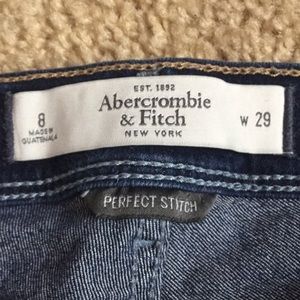 EST. 1892
Abercrombie
& Fitch
NEW YORK
8
MADE IN
GUATEMALA
W 29
PERFECT STITCH